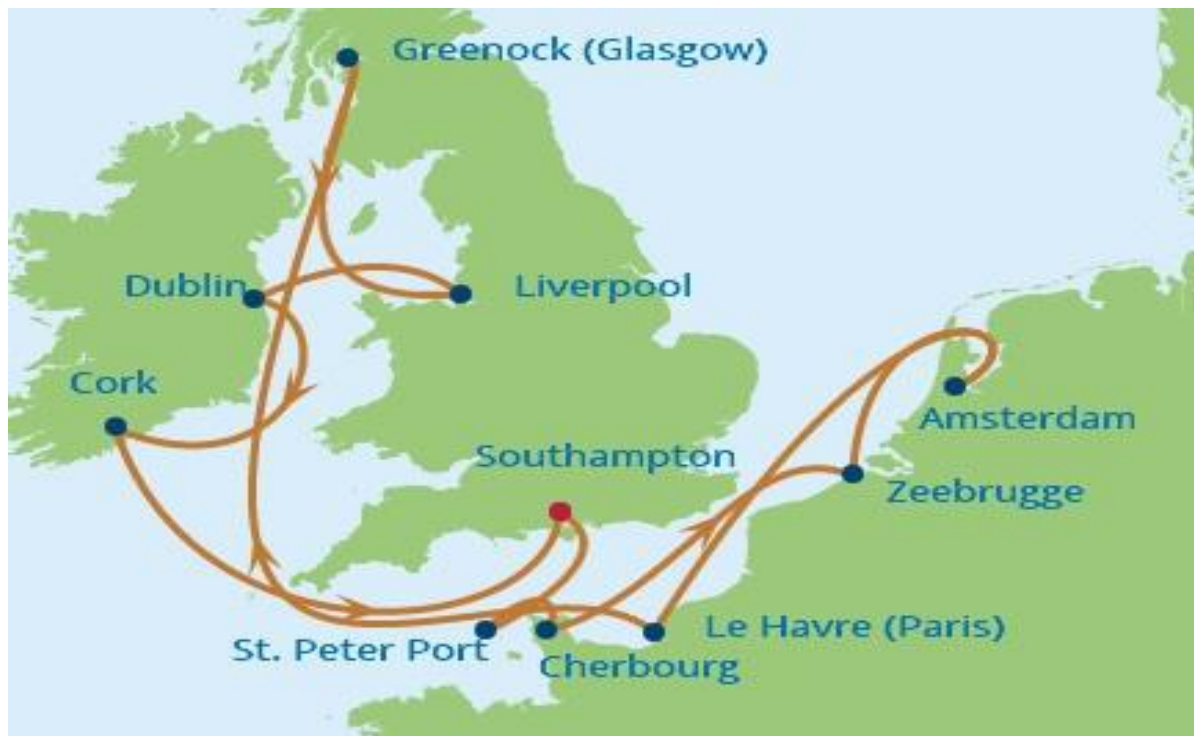 Greenock (Glasgow)
Dublin
Liverpool
Cork
Amsterdam
Southampton
Zeebrugge
St. Peter Port
Le Havre (Paris)
Cherbourg